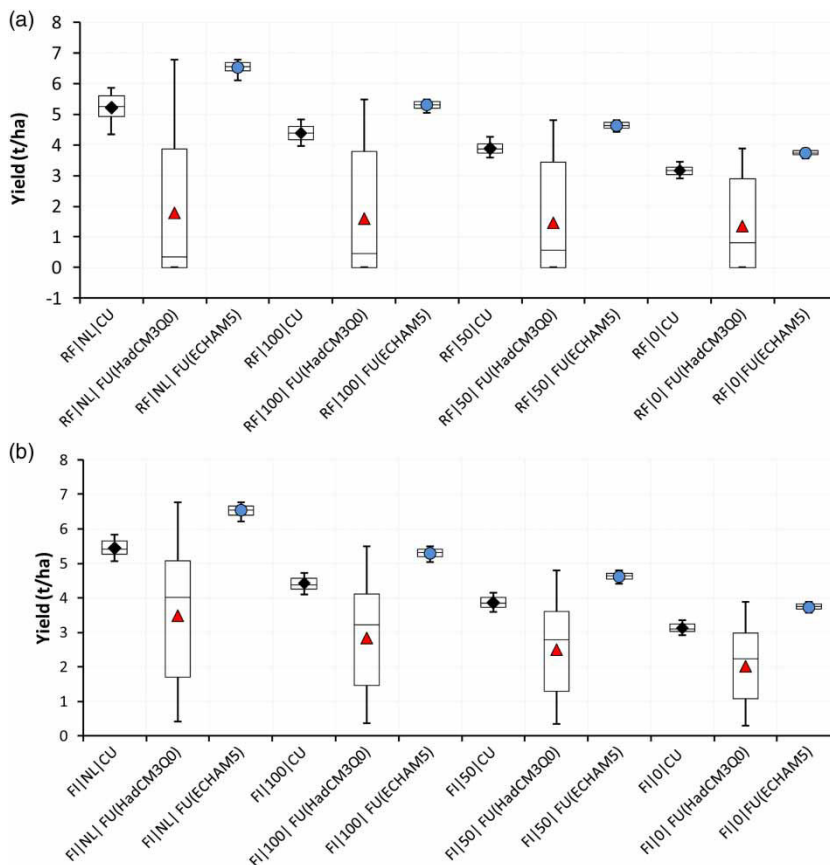 (a)
Yield (t/ha)
8
7
6
5
4
3
2
1
0
-1
RF|NL|CU
RF|NL| FU(HadCM3Q0)
RF|NL| FU(ECHAM5)
RF|100|CU
RF|100| FU(HadCM3Q0)
RF|100| FU(ECHAM5)
RF|50|CU
RF|50| FU(HadCM3Q0)
RF|50| FU(ECHAM5)
RF|0|CU
RF|0| FU(HadCM3Q0)
RF|0|FU(ECHAM5)
(b)
Yield (t/ha)
8
7
6
5
4
3
2
1
0
FI|NL|CU
FI|NL| FU(HadCM3Q0)
FI|NL| FU(ECHAM5)
FI|100|CU
FI|100| FU(HadCM3Q0)
FI|100| FU(ECHAM5)
FI|50|CU
FI|50| FU(HadCM3Q0)
FI|50| FU(ECHAM5)
FI|0|CU
FI|0| FU(HadCM3Q0)
FI|0|FU(ECHAM5)